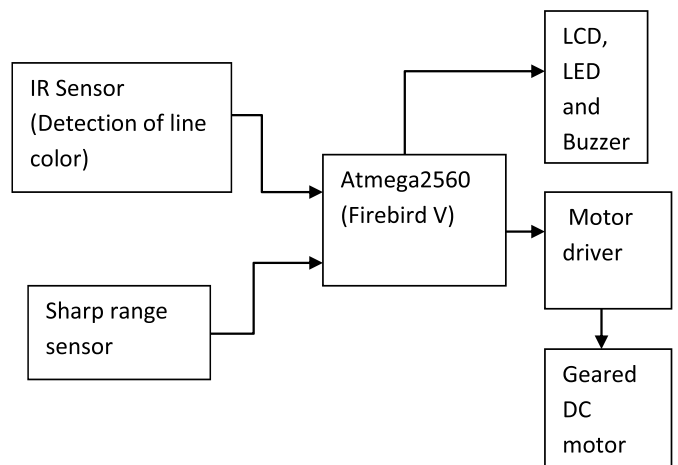 IR Sensor
(Detection of line
color)
Sharp range
sensor
Atmega2560
(Firebird V)
LCD,
LED
and
Buzzer
Motor
driver
Geared
DC
motor